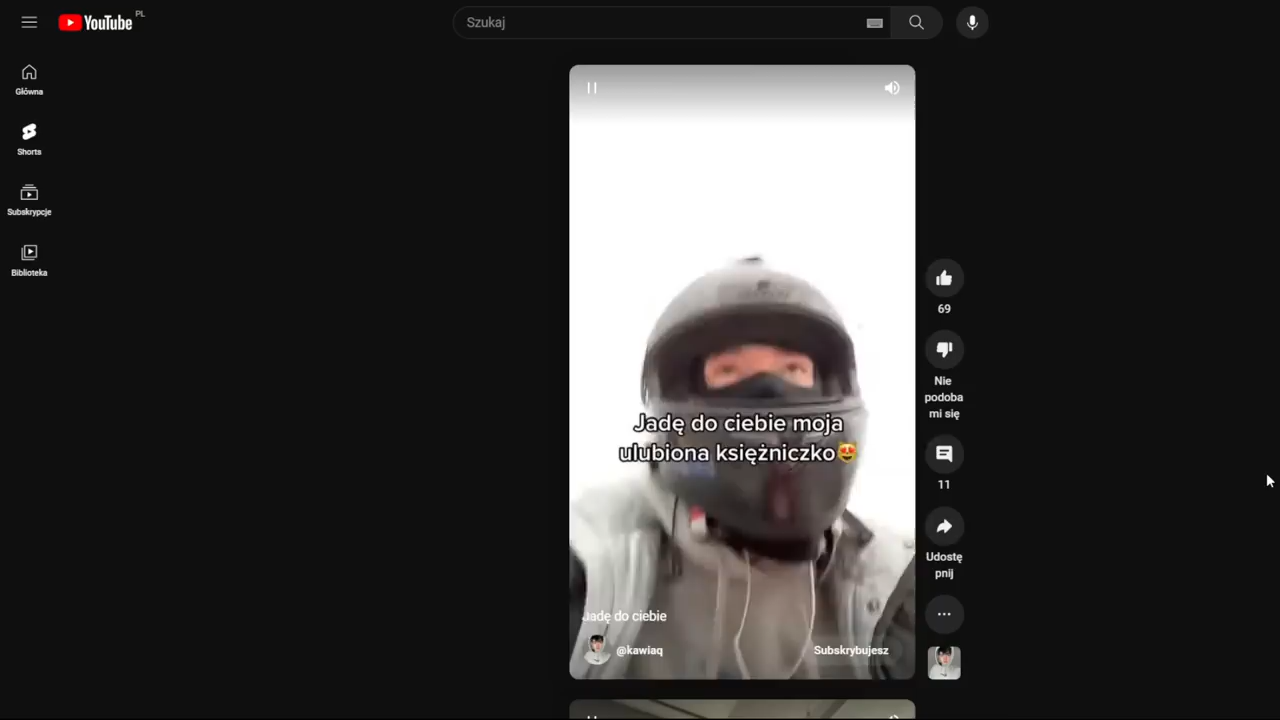 YouTube PL
Szukaj
Główna
Shorts
Subskrypcje
Biblioteka
Jadę do ciebie moja
ulubiona księżniczko
69
Nie
podoba
mi się
11
Udostę
pnij
Jadę do ciebie
@kawiaq
Subskrybujesz